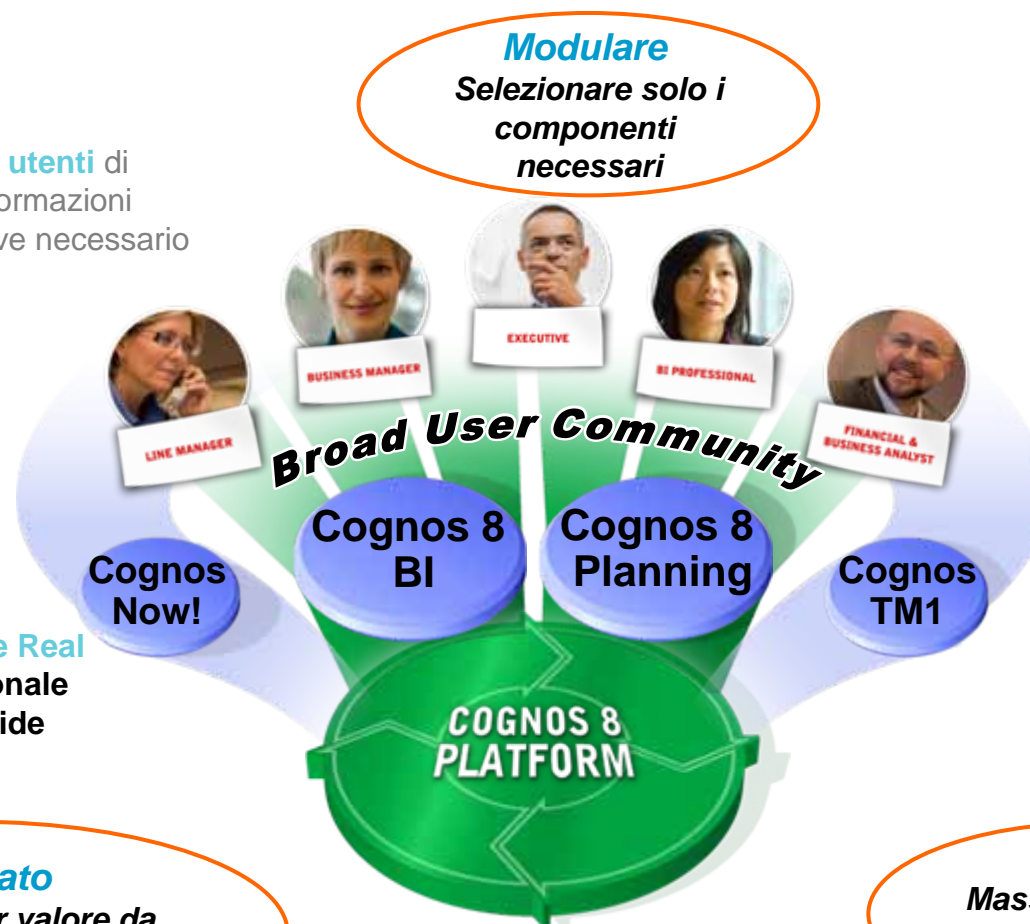 Modulare
Selezionare solo i
componenti
necessari
utenti di
ormazioni
ve necessario
EXECUTIVE
BUSINESS MANAGER
BI PROFESSIONAL
LINE MANAGER
FINANCIAL &
BUSINESS ANALYST
Broad User Community
Cognos 8
BI
Cognos 8
Planning
Cognos
Now!
Cognos
TM1
e Real
onale
ide
COGNOS 8
PLATFORM
ato
r valore da
Mass